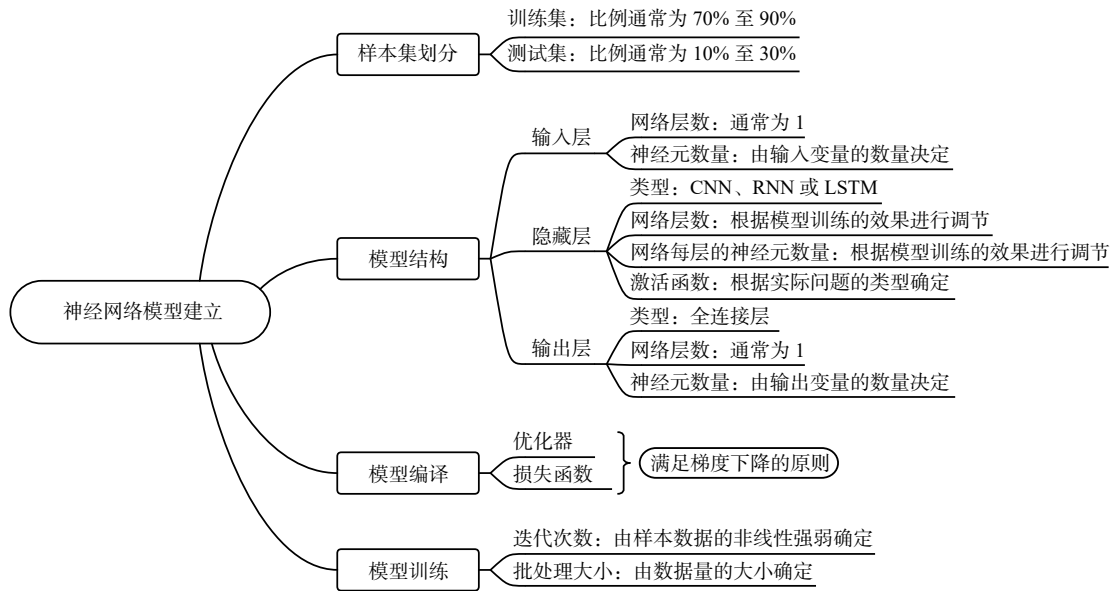 神经网络模型建立
样本集划分
训练集：比例通常为 70% 至 90%
测试集：比例通常为 10% 至 30%
模型结构
输入层
网络层数：通常为 1
神经元数量：由输入变量的数量决定
隐藏层
类型：CNN、RNN 或 LSTM
网络层数：根据模型训练的效果进行调节
网络每层的神经元数量：根据模型训练的效果进行调节
激活函数：根据实际问题的类型确定
输出层
类型：全连接层
网络层数：通常为 1
神经元数量：由输出变量的数量决定
模型编译
优化器
损失函数
满足梯度下降的原则
模型训练
迭代次数：由样本数据的非线性强弱确定
批处理大小：由数据量的大小确定